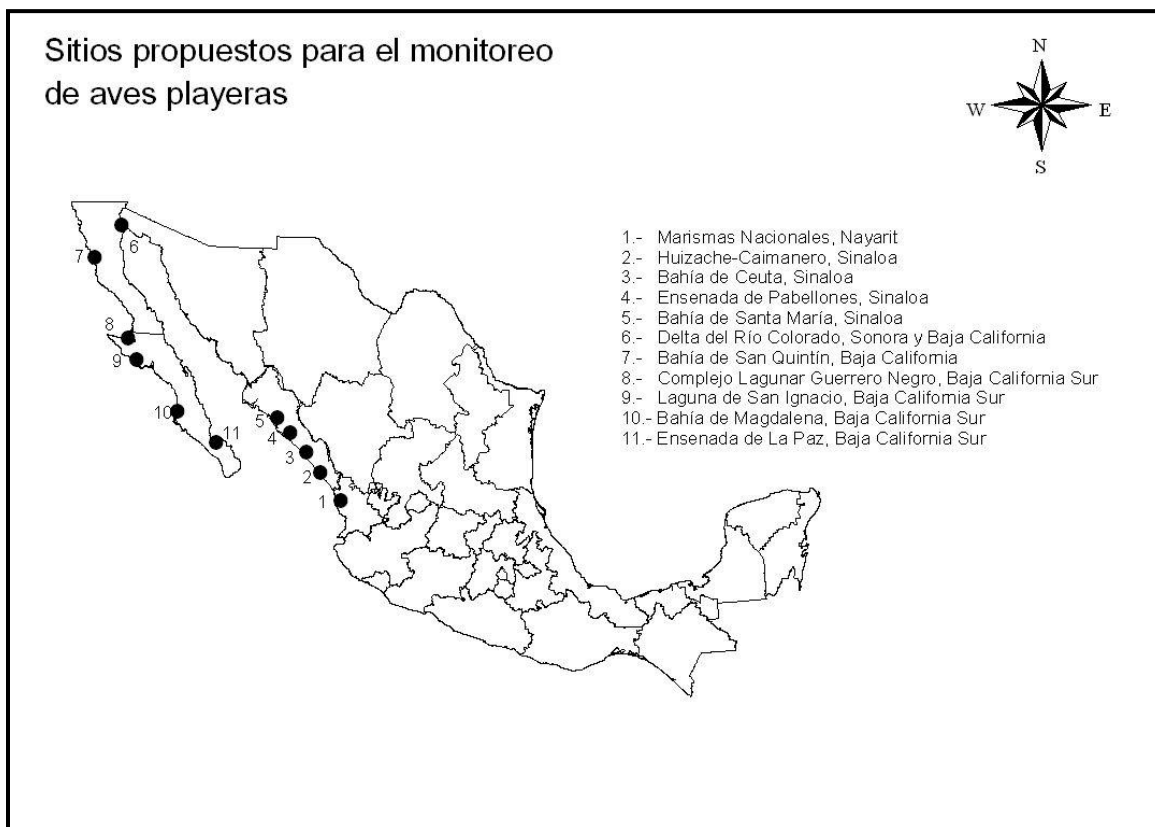 Sitios propuestos para el monitoreo
de aves playeras
N
W E
S
1.- Marismas Nacionales, Nayarit
2.- Huizache-Caimanero, Sinaloa
3.- Bahía de Ceuta, Sinaloa
4.- Ensenada de Pabellones, Sinaloa
5.- Bahía de Santa María, Sinaloa
6.- Delta del Río Colorado, Sonora y Baja California
7.- Bahía de San Quintín, Baja California
8.- Complejo Lagunar Guerrero Negro, Baja California Sur
9.- Laguna de San Ignacio, Baja California Sur
10.- Bahía de Magdalena, Baja California Sur
11.- Ensenada de La Paz, Baja California Sur
6
7
8
9
10
11
5
4
3
2
1